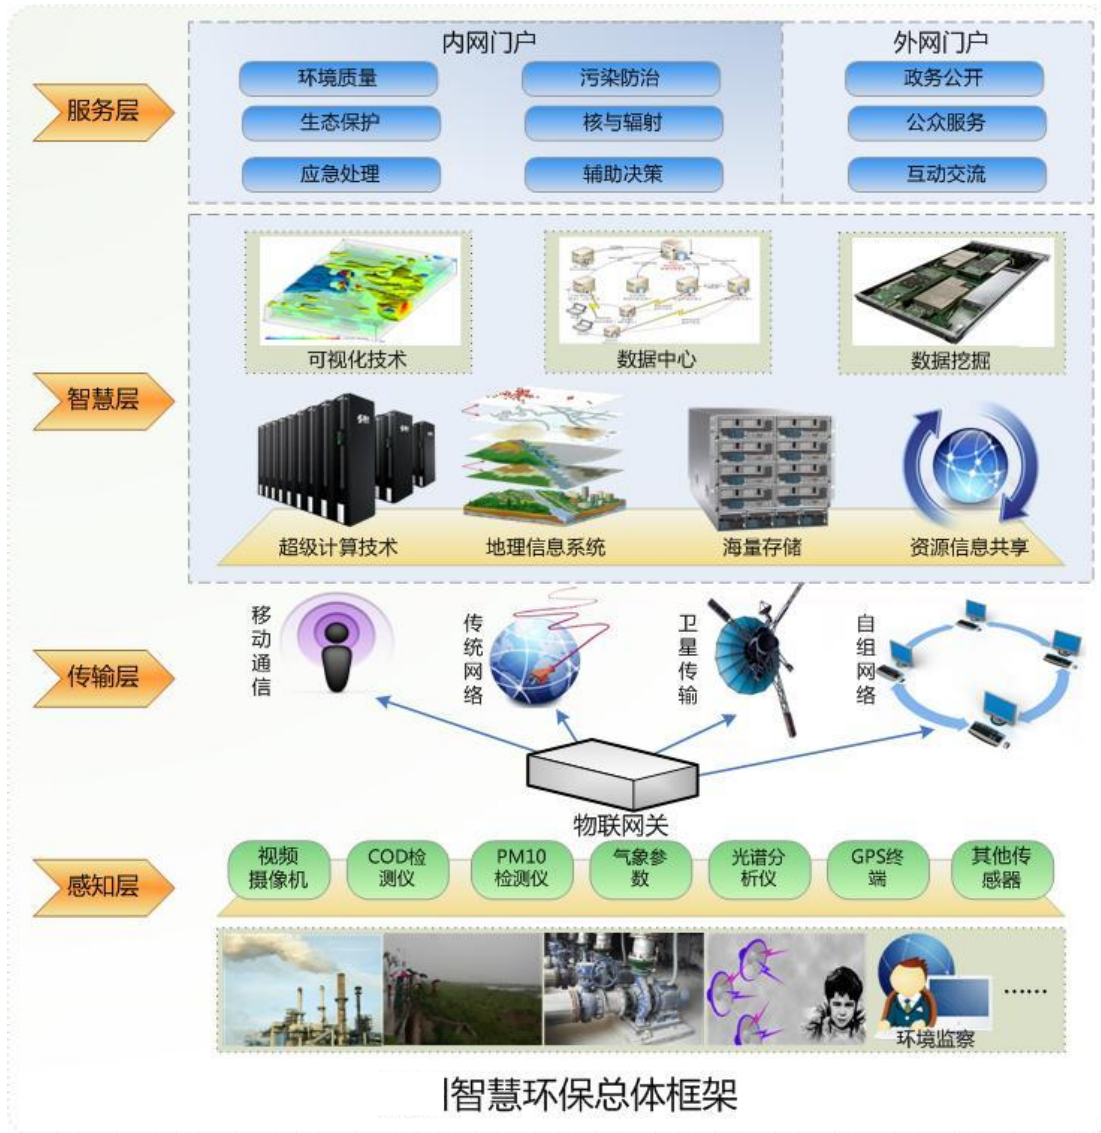 内网门户
外网门户
服务层
环境质量
污染防治
政务公开
生态保护
核与辐射
公众服务
应急处理
辅助决策
互动交流
可视化技术
数据中心
数据挖掘
智慧层
超级计算技术
地理信息系统
海量存储
资源信息共享
传输层
移动通信
传统网络
卫星传输
自组网络
物联网关
感知层
视频
摄像机
COD检
测仪
PM10
检测仪
气象参
数
光谱分
析仪
GPS终
端
其他传
感器
环境监察
......
智慧环保总体框架